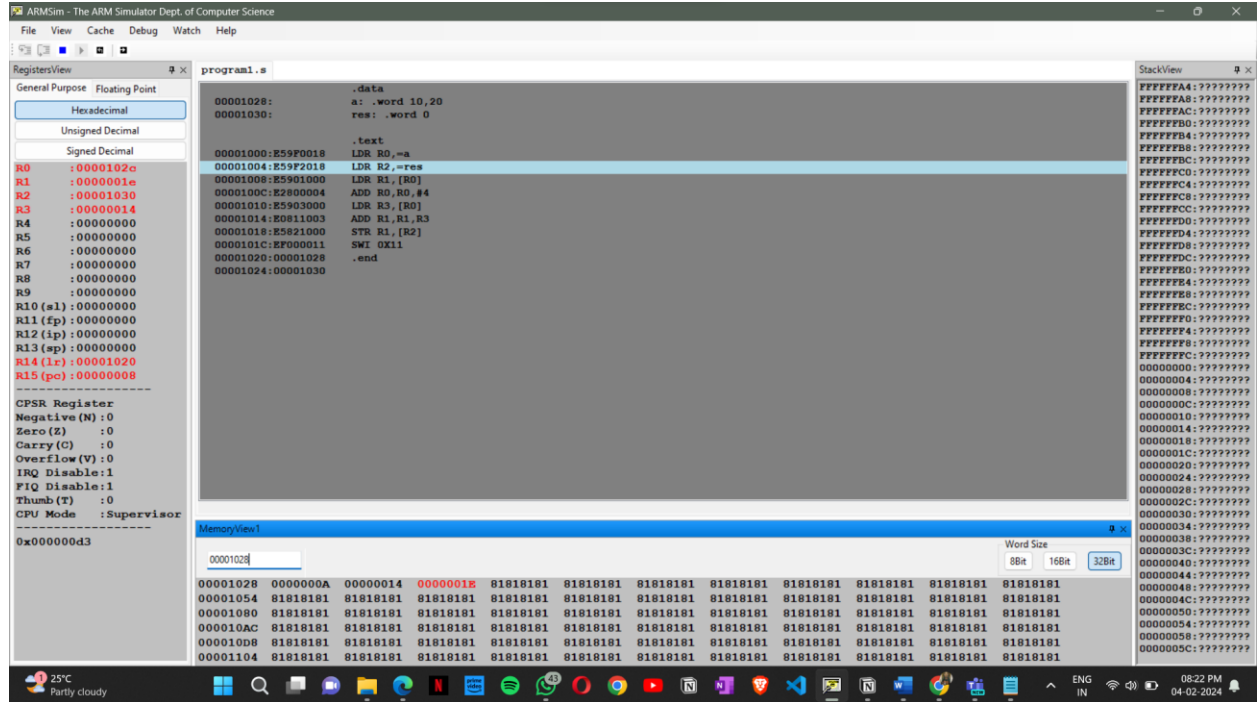 ARMSim - The ARM Simulator Dept. of Computer Science
File View Cache Debug Watch Help
RegistersView
General Purpose Floating Point
Hexadecimal
Unsigned Decimal
Signed Decimal
R0 :0000102c
R1 :0000001e
R2 :00001030
R3 :00000014
R4 :00000000
R5 :00000000
R6 :00000000
R7 :00000000
R8 :00000000
R9 :00000000
R10(sl):00000000
R11(fp):00000000
R12(ip):00000000
R13(sp):00000000
R14(lr):00001020
R15(pc):00000008
CPSR Register
Negative(N):0
Zero(Z) :0
Carry(C) :0
Overflow(V):0
IRQ Disable:1
FIQ Disable:1
Thumb(T) :0
CPU Mode :Supervisor
0x000000d3
program1.s
.data
00001028: a: .word 10,20
00001030: res: .word 0
.text
00001000:E59F0018 LDR R0,=a
00001004:E59F2018 LDR R2,=res
00001008:E5901000 LDR R1,[R0]
0000100C:E2800004 ADD R0,R0,#4
00001010:E5903000 LDR R3,[R0]
00001014:E0811003 ADD R1,R1,R3
00001018:E5821000 STR R1,[R2]
0000101C:EF000011 SWI 0X11
00001020:00001028 .end
00001024:00001030
MemoryView1
00001028
Word Size
8Bit 16Bit 32Bit
00001028 0000000A 00000014 0000001E 81818181 81818181 81818181 81818181 81818181 81818181 81818181 81818181
00001054 81818181 81818181 81818181 81818181 81818181 81818181 81818181 81818181 81818181 81818181 81818181
00001080 81818181 81818181 81818181 81818181 81818181 81818181 81818181 81818181 81818181 81818181 81818181
000010AC 81818181 81818181 81818181 81818181 81818181 81818181 81818181 81818181 81818181 81818181 81818181
000010D8 81818181 81818181 81818181 81818181 81818181 81818181 81818181 81818181 81818181 81818181 81818181
00001104 81818181 81818181 81818181 81818181 81818181 81818181 81818181 81818181 81818181 81818181 81818181
StackView
FFFFFFA4:????????
FFFFFFA8:????????
FFFFFFAC:????????
FFFFFFB0:????????
FFFFFFB4:????????
FFFFFFB8:????????
FFFFFFBC:????????
FFFFFFC0:????????
FFFFFFC4:????????
FFFFFFC8:????????
FFFFFFCC:????????
FFFFFFD0:????????
FFFFFFD4:????????
FFFFFFD8:????????
FFFFFFDC:????????
FFFFFFE0:????????
FFFFFFE4:????????
FFFFFFE8:????????
FFFFFFEC:????????
FFFFFFF0:????????
FFFFFFF4:????????
FFFFFFF8:????????
FFFFFFFC:????????
00000000:????????
00000004:????????
00000008:????????
0000000C:????????
00000010:????????
00000014:????????
00000018:????????
0000001C:????????
00000020:????????
00000024:????????
00000028:????????
0000002C:????????
00000030:????????
00000034:????????
00000038:????????
0000003C:????????
00000040:????????
00000044:????????
00000048:????????
0000004C:????????
00000050:????????
00000054:????????
00000058:????????
0000005C:????????
1
25°C
Partly cloudy
43
ENG
IN
08:22 PM
04-02-2024